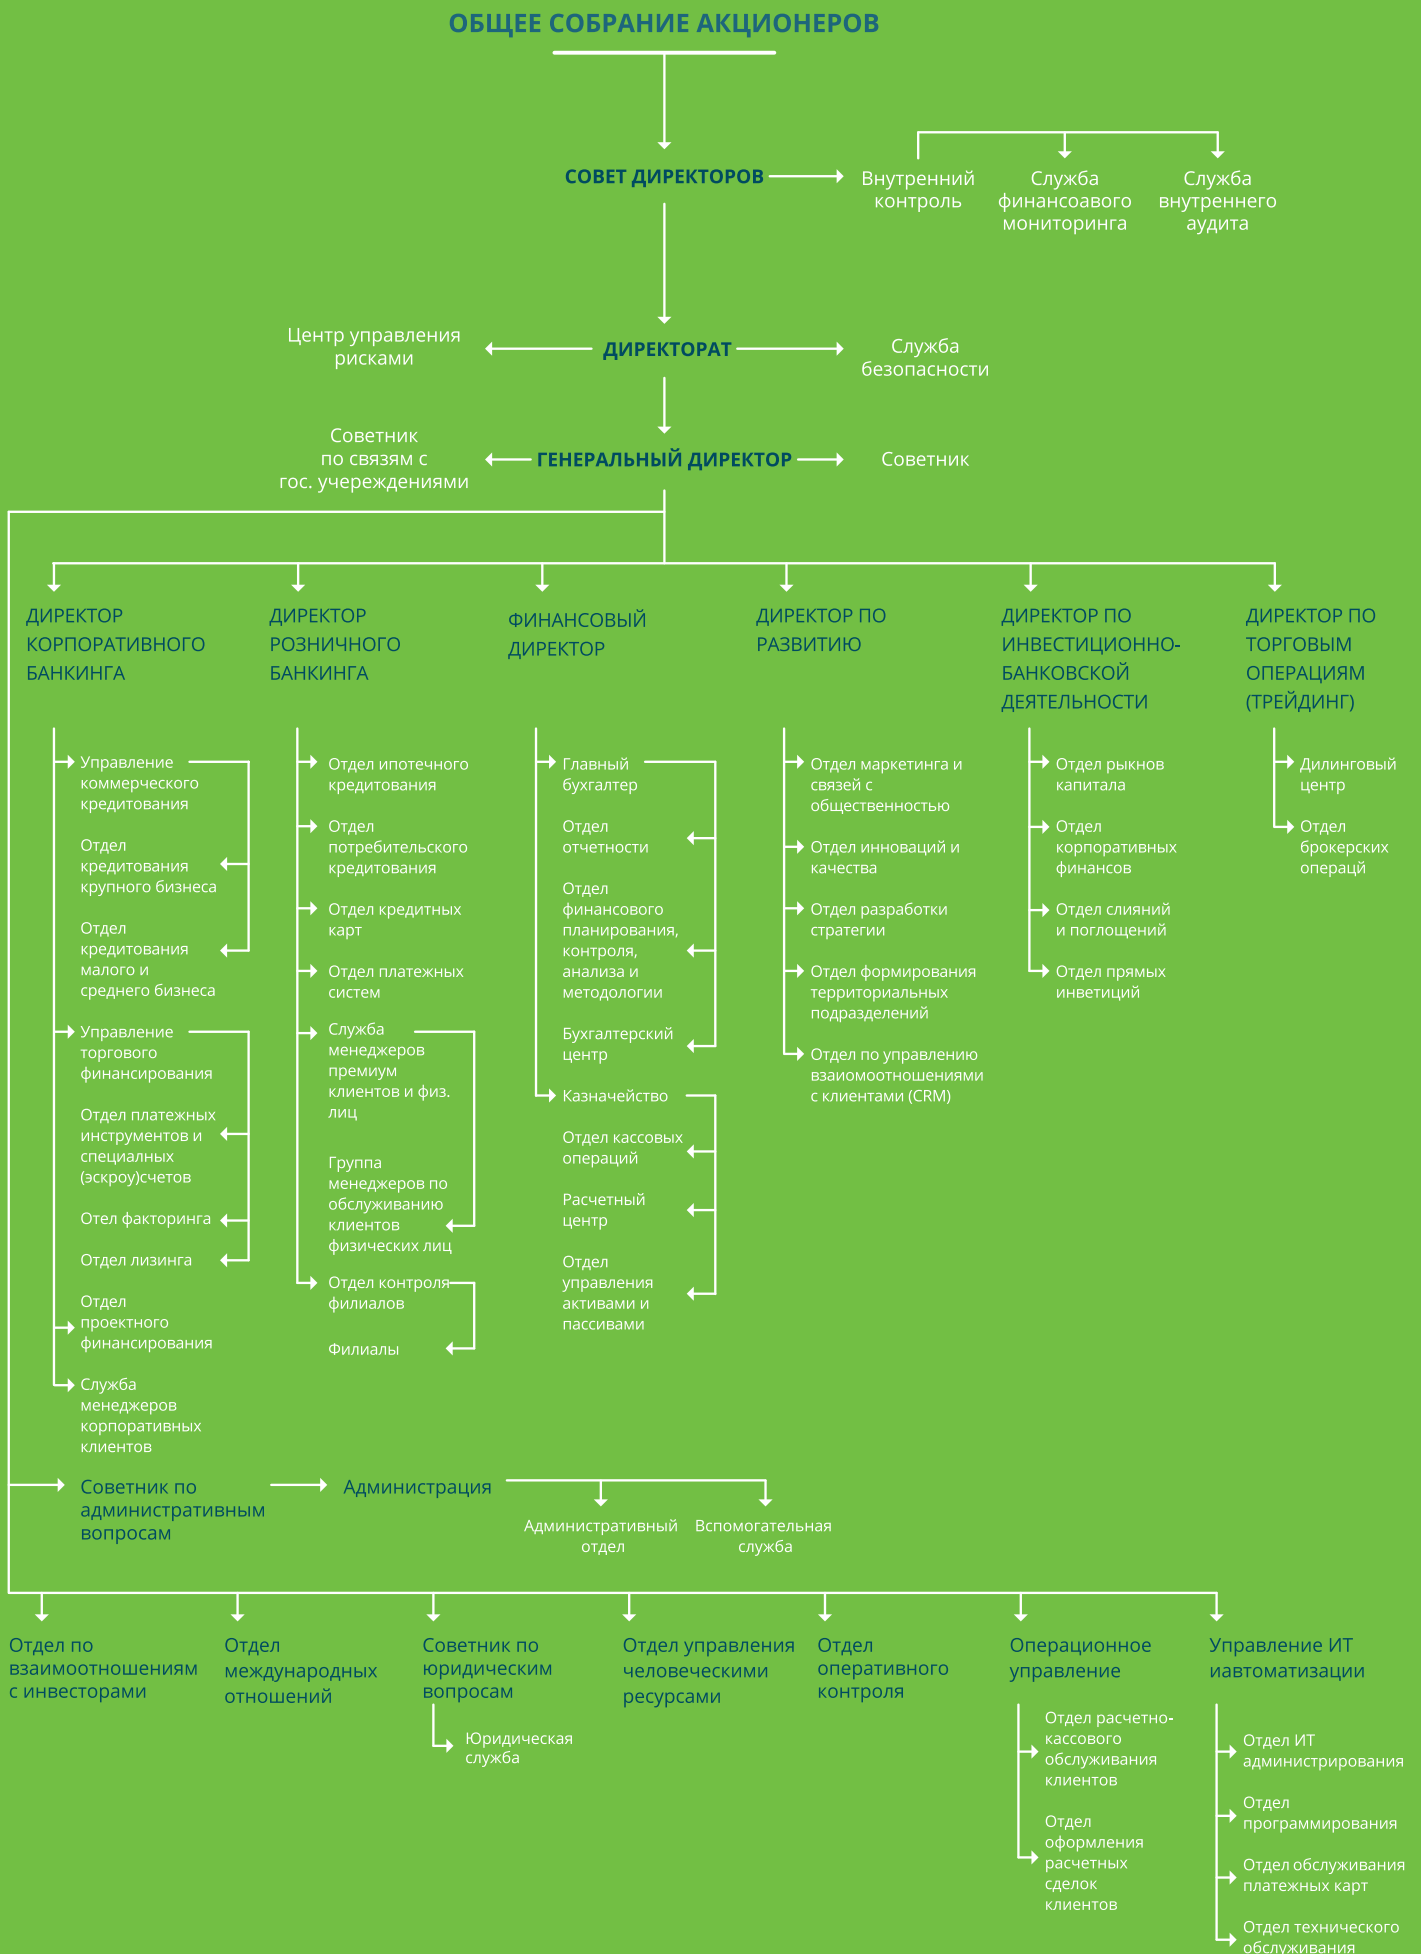 ОБЩЕЕ СОБРАНИЕ АКЦИОНЕРОВ
СОВЕТ ДИРЕКТОРОВ
Внутренний
контроль
Служба
финансоавого
мониторинга
Служба
внутреннего
аудита
Центр управления
рисками
ДИРЕКТОРАТ
Служба
безопасности
Советник
по связям с
гос. учереждениями
ГЕНЕРАЛЬНЫЙ ДИРЕКТОР
Советник
ДИРЕКТОР
КОРПОРАТИВНОГО
БАНКИНГА
Управление
коммерческого
кредитования
Отдел
кредитования
крупного бизнеса
Отдел
кредитования
малого и
среднего бизнеса
Управление
торгового
финансирования
Отдел платежных
инструментов и
специалных
(эскроу)счетов
Отел факторинга
Отдел лизинга
Отдел
проектного
финансирования
Служба
менеджеров
корпоративных
клиентов
ДИРЕКТОР
РОЗНИЧНОГО
БАНКИНГА
Отдел ипотечного
кредитования
Отдел
потребительского
кредитования
Отдел кредитных
карт
Отдел платежных
систем
Служба
менеджеров
премиум
клиентов и физ.
лиц
Группа
менеджеров по
обслуживанию
клиентов
физических лиц
Отдел контроля
филиалов
Филиалы
ФИНАНСОВЫЙ
ДИРЕКТОР
Главный
бухгалтер
Отдел
отчетности
Отдел
финансового
планирования,
контроля,
анализа и
методологии
Бухгалтерский
центр
Казначейство
Отдел кассовых
операций
Расчетный
центр
Отдел
управления
активами и
пассивами
ДИРЕКТОР ПО
РАЗВИТИЮ
Отдел маркетинга и
связей с
общественностью
Отдел инноваций и
качества
Отдел разработки
стратегии
Отдел формирования
территориальных
подразделений
Отдел по управлению
взаиомоотношениями
с клиентами (CRM)
ДИРЕКТОР ПО
ИНВЕСТИЦИОННО-
БАНКОВСКОЙ
ДЕЯТЕЛЬНОСТИ
Отдел рыкнов
капитала
Отдел
корпоративных
финансов
Отдел слияний
и поглощений
Отдел прямых
инветиций
ДИРЕКТОР ПО
ТОРГОВЫМ
ОПЕРАЦИЯМ
(ТРЕЙДИНГ)
Дилинговый
центр
Отдел
брокерских
операцй
Советник по
административным
вопросам
Администрация
Административный
отдел
Вспомогательная
служба
Отдел по
взаимоотношениям
с инвесторами
Отдел
международных
отношений
Советник по
юридическим
вопросам
Юридическая
служба
Отдел управления
человеческими
ресурсами
Отдел
оперативного
контроля
Операционное
управление
Отдел расчетно-
кассового
обслуживания
клиентов
Отдел
оформления
расчетных
сделок
клиентов
Управление ИТ
иавтоматизации
Отдел ИТ
администрирования
Отдел
программирования
Отдел обслуживания
платежных карт
Отдел технического
обслуживания